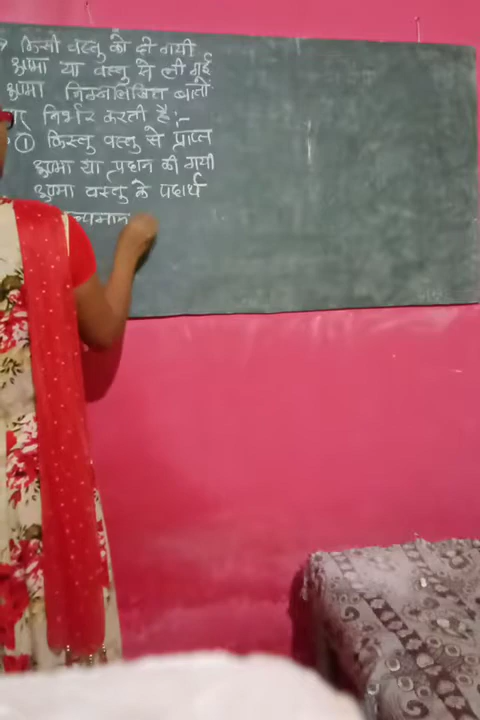 किसी वस्तु को दी गयी
ऊष्मा या वस्तु से ली गई
ऊष्मा निम्नलिखित बातों
पर निर्भर करती है:-
① किस्तु वस्तु से प्राप्त
ऊष्मा या प्रदान की गयी
ऊष्मा वस्तु के पदार्थ